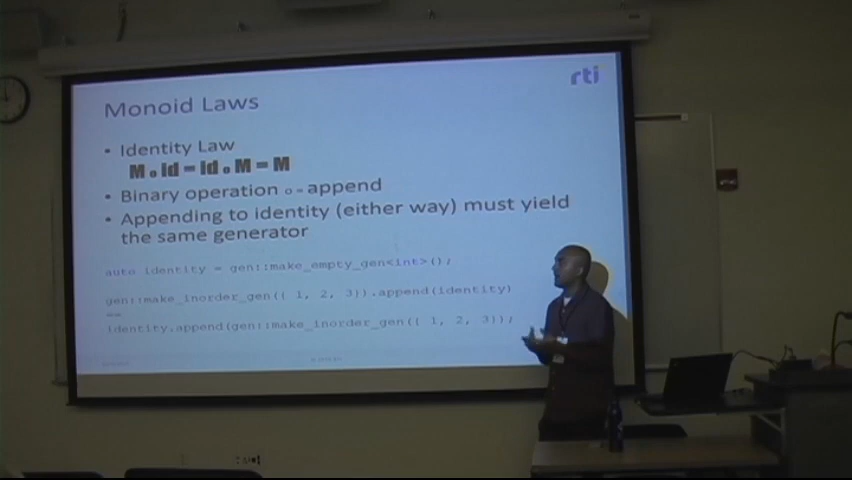 rti
Monoid Laws
• Identity Law
M o id = id o M = M
• Binary operation o = append
• Appending to identity (either way) must yield
the same generator
auto identity = gen::make_empty_gen<int>();
gen::make_inorder_gen({ 1, 2, 3}).append(identity)
==
identity.append(gen::make_inorder_gen({ 1, 2, 3});